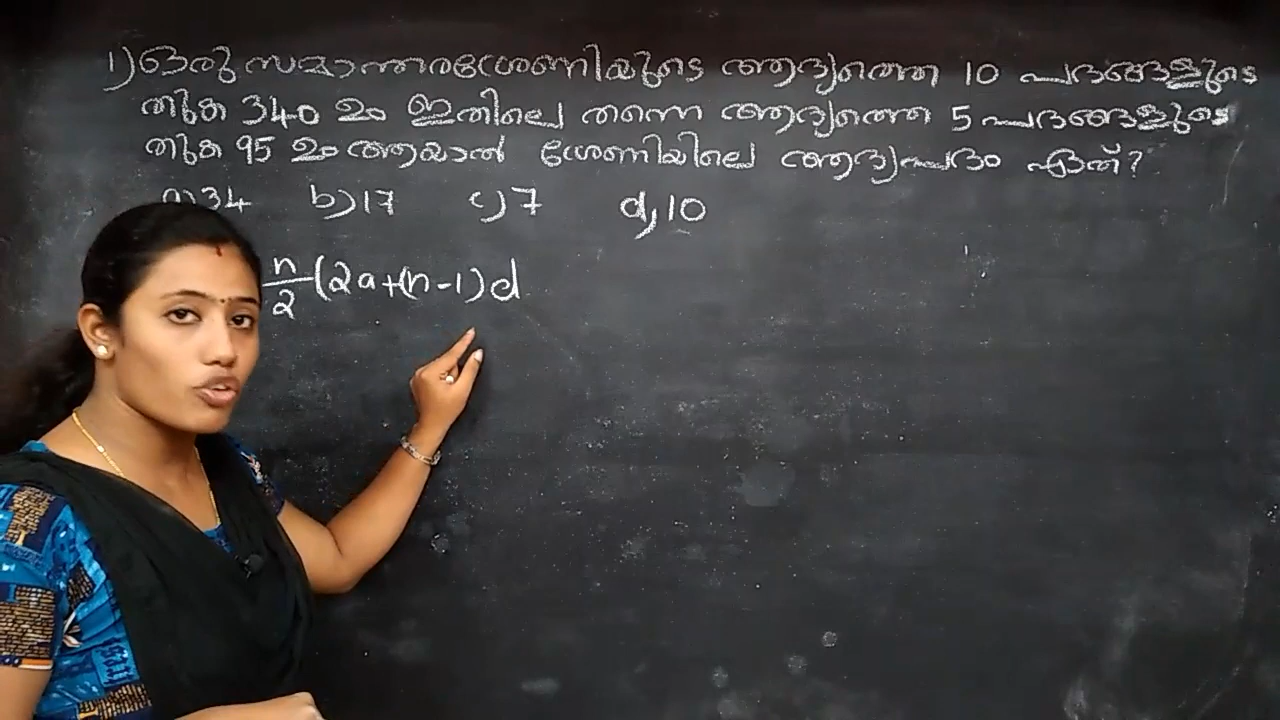 1) ഒരു സമാന്തരശ്രേണിയുടെ ആദ്യത്തെ 10 പദങ്ങളുടെ
തുക 340 ഉം ഇതിലെ തന്നെ ആദ്യത്തെ 5 പദങ്ങളുടെ
തുക 95 ഉം ആയാൽ ശ്രേണിയിലെ ആദ്യപദം ഏത്?
a) 34 b) 17 c) 7 d) 10
n/2 (2a+(n-1)d